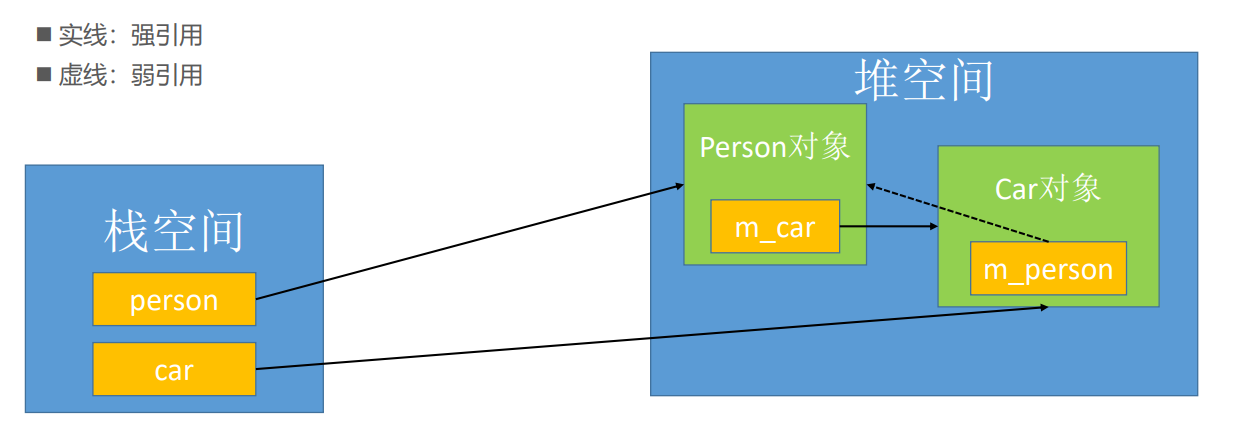 ■ 实线：强引用
■ 虚线：弱引用
堆空间
Person对象
m_car
Car对象
m_person
栈空间
person
car